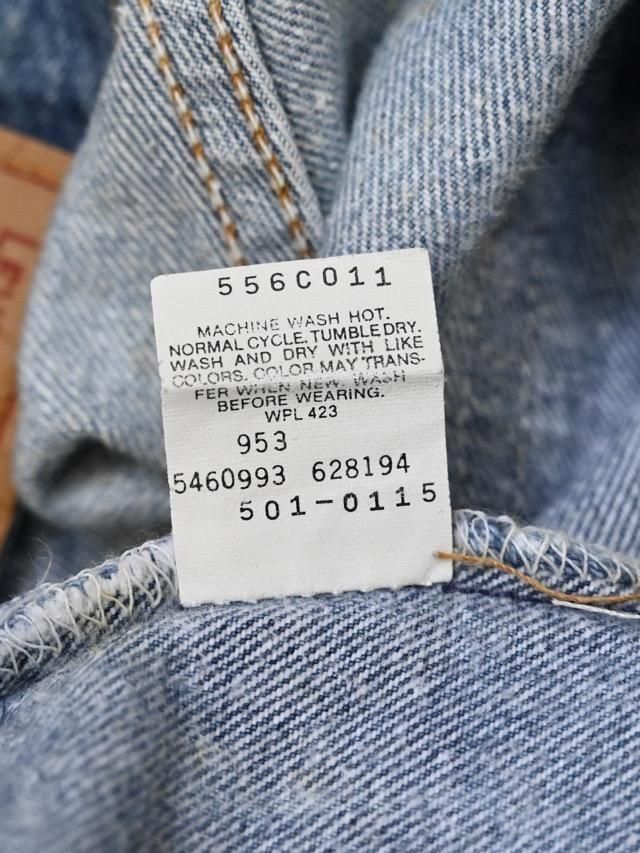 556C011
MACHINE WASH HOT.
NORMAL CYCLE. TUMBLE DRY.
WASH AND DRY WITH LIKE
COLORS. COLOR MAY TRANS-
FER WHEN NEW. WASH
BEFORE WEARING.
WPL 423
953
5460993 628194
501-0115